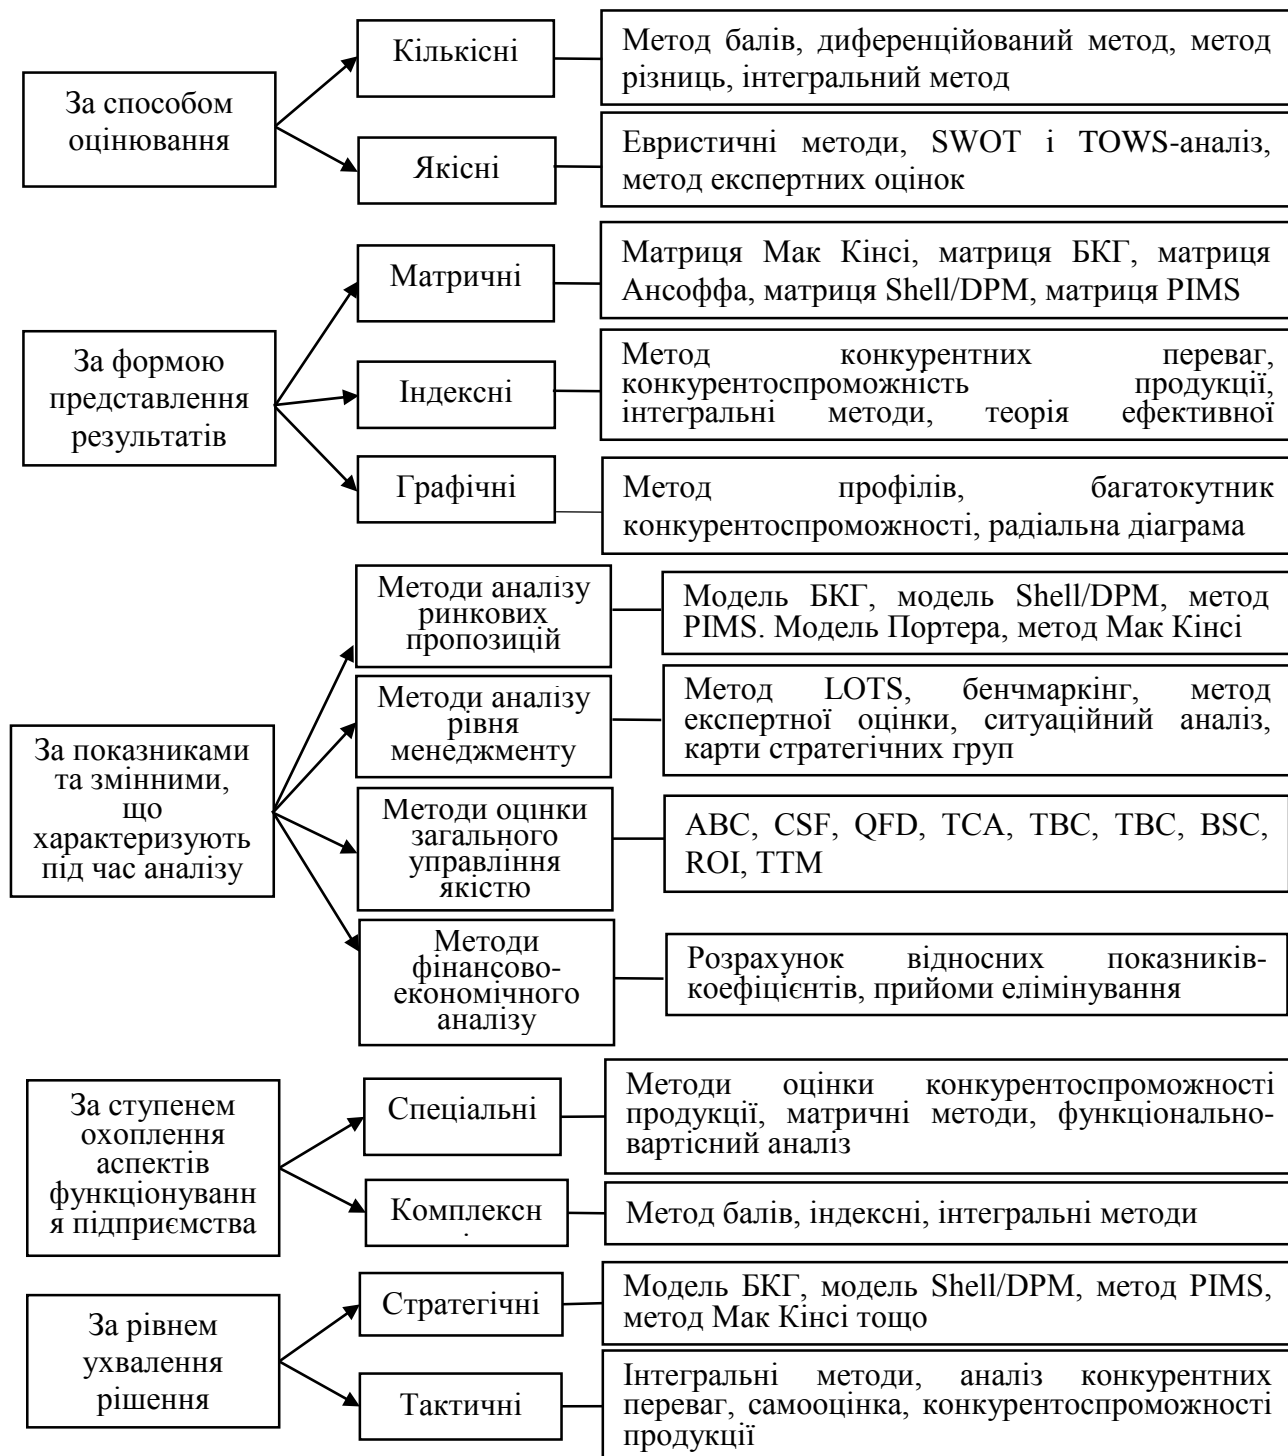 За способом
оцінювання
Кількісні
Метод балів, диференційований метод, метод
різниць, інтегральний метод
Якісні
Евристичні методи, SWOT і TOWS-аналіз,
метод експертних оцінок
За формою
представлення
результатів
Матричні
Матриця Мак Кінсі, матриця БКГ, матриця
Ансоффа, матриця Shell/DPM, матриця PIMS
Індексні
Метод конкурентних переваг,
конкурентоспроможність продукції,
інтегральні методи, теорія ефективної
Графічні
Метод профілів, багатокутник
конкурентоспроможності, радіальна діаграма
За показниками
та змінними,
що
характеризують
під час аналізу
Методи аналізу
ринкових
пропозицій
Модель БКГ, модель Shell/DPM, метод
PIMS. Модель Портера, метод Мак Кінсі
Методи аналізу
рівня
менеджменту
Метод LOTS, бенчмаркінг, метод
експертної оцінки, ситуаційний аналіз,
карти стратегічних груп
Методи оцінки
загального
управління
якістю
ABC, CSF, QFD, TCA, TBC, TBC, BSC,
ROI, TTM
Методи
фінансово-
економічного
аналізу
Розрахунок відносних показників-
коефіцієнтів, прийоми елімінування
За ступенем
охоплення
аспектів
функціонуванн
я підприємства
Спеціальні
Методи оцінки конкурентоспроможності
продукції, матричні методи, функціонально-
вартісний аналіз
Комплексн
і
Метод балів, індексні, інтегральні методи
За рівнем
ухвалення
рішення
Стратегічні
Модель БКГ, модель Shell/DPM, метод PIMS,
метод Мак Кінсі тощо
Тактичні
Інтегральні методи, аналіз конкурентних
переваг, самооцінка, конкурентоспроможності
продукції